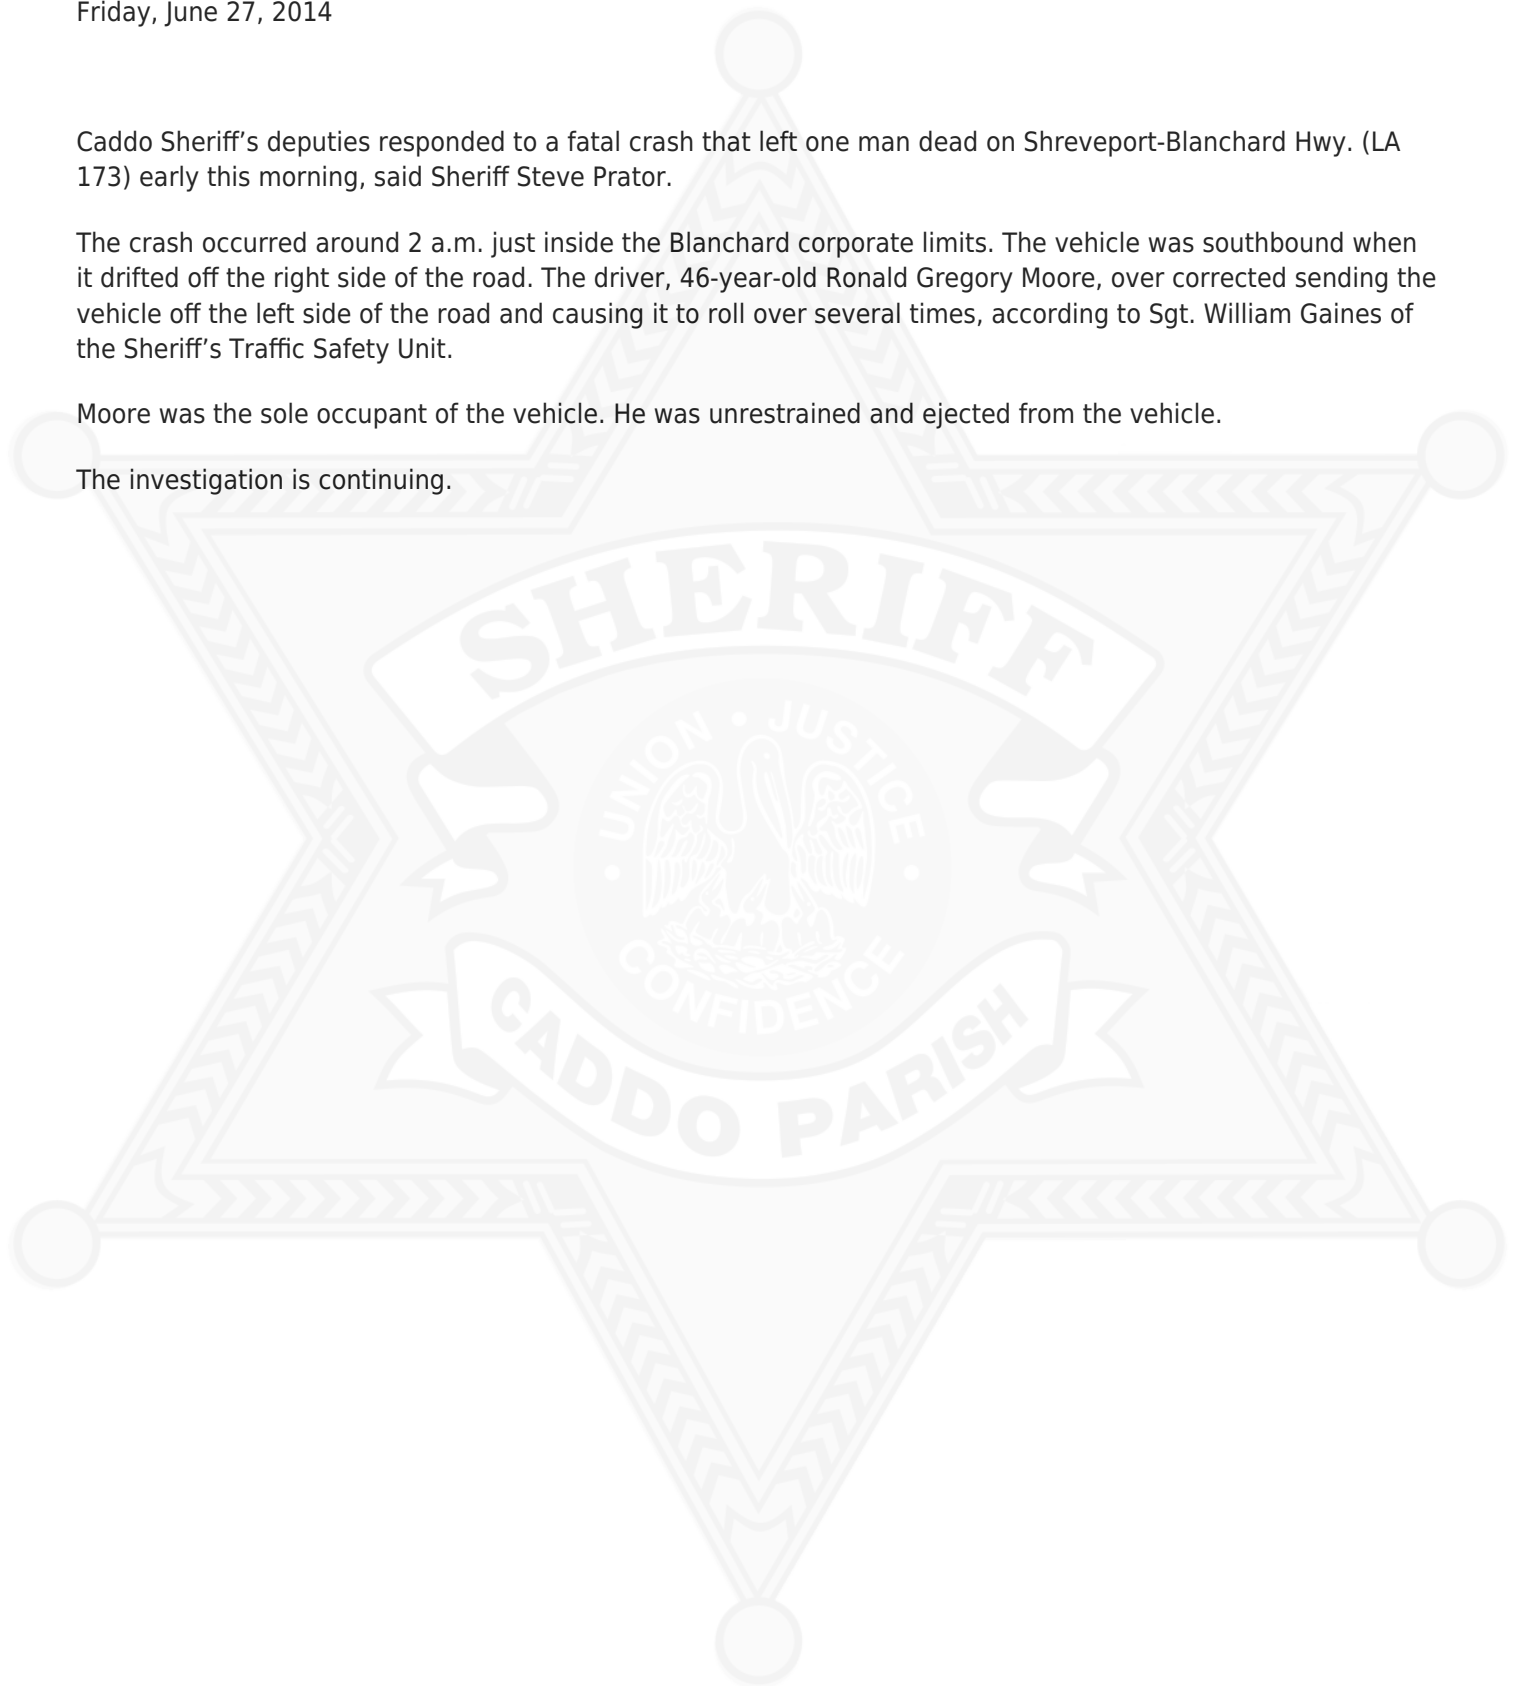 Friday, June 27, 2014
Caddo Sheriff’s deputies responded to a fatal crash that left one man dead on Shreveport-Blanchard Hwy. (LA
173) early this morning, said Sheriff Steve Prator.
The crash occurred around 2 a.m. just inside the Blanchard corporate limits. The vehicle was southbound when
it drifted off the right side of the road. The driver, 46-year-old Ronald Gregory Moore, over corrected sending the
vehicle off the left side of the road and causing it to roll over several times, according to Sgt. William Gaines of
the Sheriff’s Traffic Safety Unit.
Moore was the sole occupant of the vehicle. He was unrestrained and ejected from the vehicle.
The investigation is continuing.
SHERIFF
UNION • JUSTICE
• CONFIDENCE •
CADDO PARISH